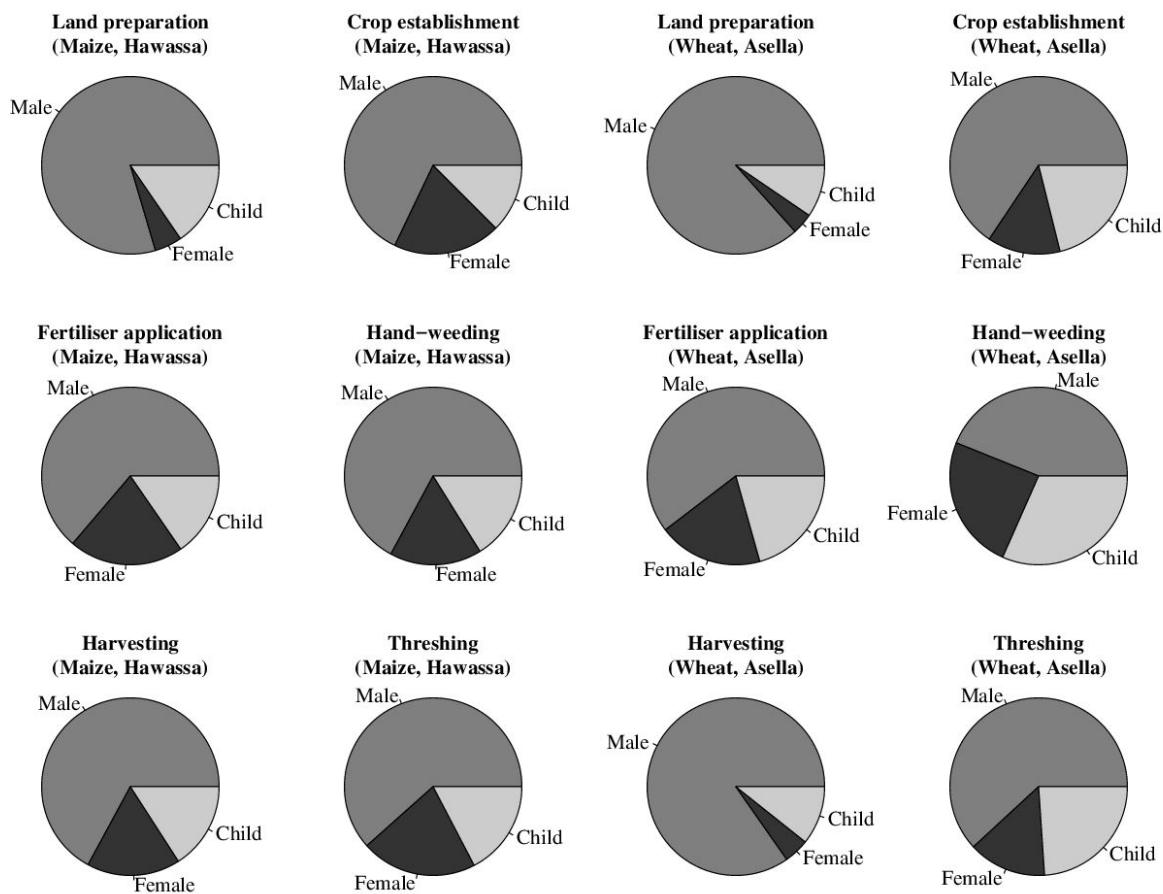 Land preparation
(Maize, Hawassa)
Male
Child
Female
Crop establishment
(Maize, Hawassa)
Male
Child
Female
Land preparation
(Wheat, Asella)
Male
Child
Female
Crop establishment
(Wheat, Asella)
Male
Child
Female
Fertiliser application
(Maize, Hawassa)
Male
Child
Female
Hand−weeding
(Maize, Hawassa)
Male
Child
Female
Fertiliser application
(Wheat, Asella)
Male
Child
Female
Hand−weeding
(Wheat, Asella)
Male
Female
Child
Harvesting
(Maize, Hawassa)
Male
Child
Female
Threshing
(Maize, Hawassa)
Male
Child
Female
Harvesting
(Wheat, Asella)
Male
Child
Female
Threshing
(Wheat, Asella)
Male
Child
Female